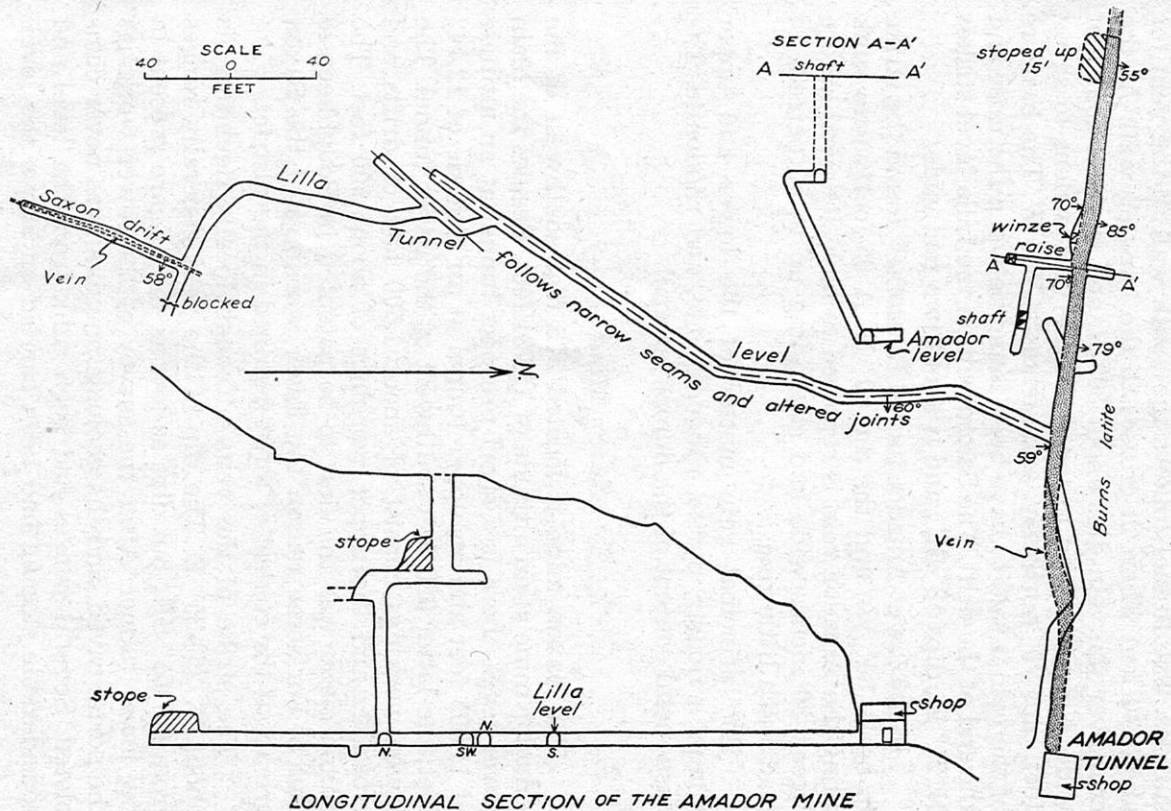 SCALE
40 0 40
FEET
SECTION A-A'
A shaft A'
Amador
level
stoped up
15'
55°
70°
winze
85°
raise
A A'
70°
shaft
79°
59°
Burns latite
Vein
AMADOR
TUNNEL
shop
Saxon drift
Vein
58°
blocked
Lilla
Tunnel
level
follows narrow seams and altered joints
60°
N.
stope
stope
Lilla
level
shop
N. SW. N. S.
LONGITUDINAL SECTION OF THE AMADOR MINE